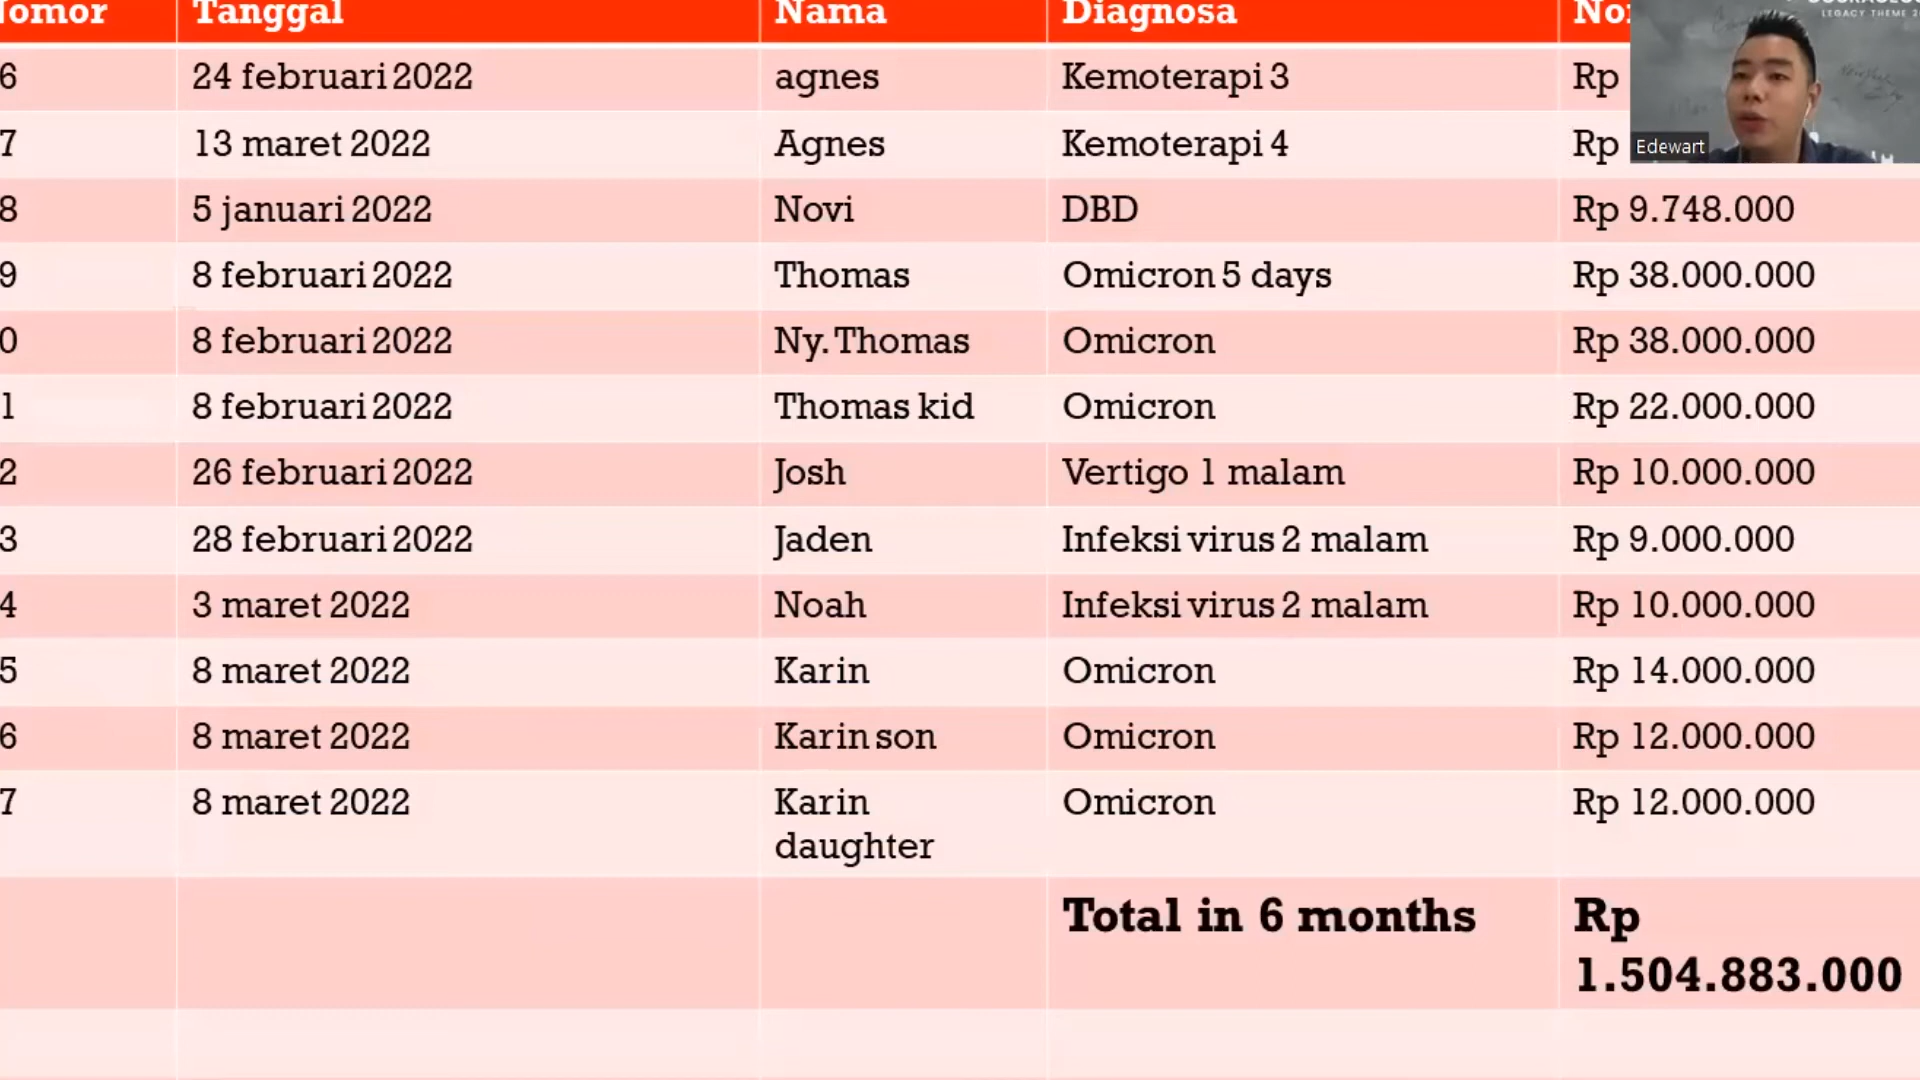 Nomor Tanggal Nama Diagnosa
LEGACY THEME
6 24 februari 2022 agnes Kemoterapi 3 Rp
7 13 maret 2022 Agnes Kemoterapi 4 Rp
Edewart
8 5 januari 2022 Novi DBD Rp 9.748.000
9 8 februari 2022 Thomas Omicron 5 days Rp 38.000.000
0 8 februari 2022 Ny. Thomas Omicron Rp 38.000.000
1 8 februari 2022 Thomas kid Omicron Rp 22.000.000
2 26 februari 2022 Josh Vertigo 1 malam Rp 10.000.000
3 28 februari 2022 Jaden Infeksi virus 2 malam Rp 9.000.000
4 3 maret 2022 Noah Infeksi virus 2 malam Rp 10.000.000
5 8 maret 2022 Karin Omicron Rp 14.000.000
6 8 maret 2022 Karin son Omicron Rp 12.000.000
7 8 maret 2022 Karin Omicron Rp 12.000.000
daughter
Total in 6 months Rp
1.504.883.000